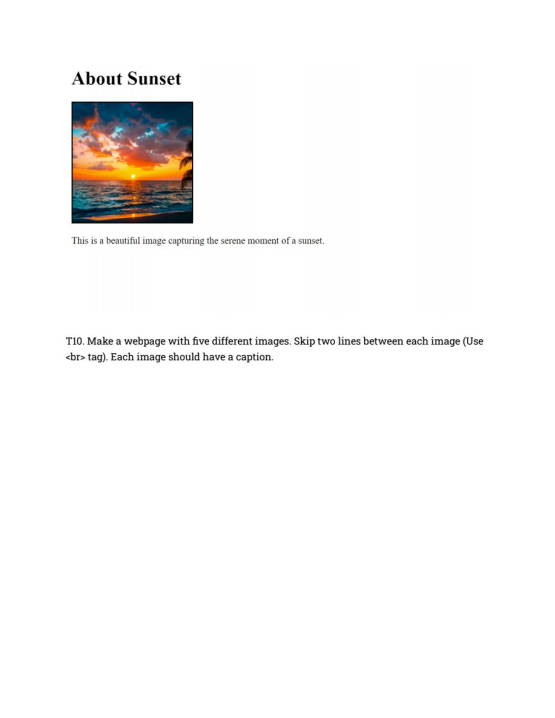 About Sunset
This is a beautiful image capturing the serene moment of a sunset.
T10. Make a webpage with five different images. Skip two lines between each image (Use
<br> tag). Each image should have a caption.